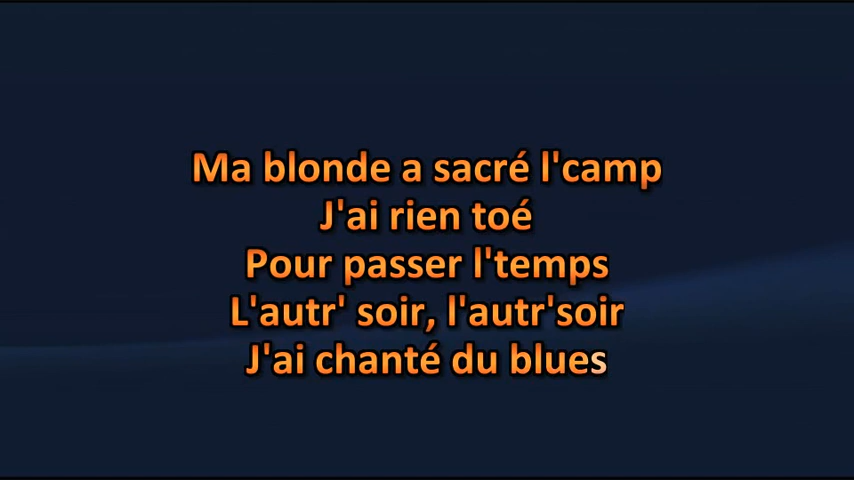 Ma blonde a sacré l'camp
J'ai rien toé
Pour passer l'temps
L'autr' soir, l'autr'soir
J'ai chanté du blues